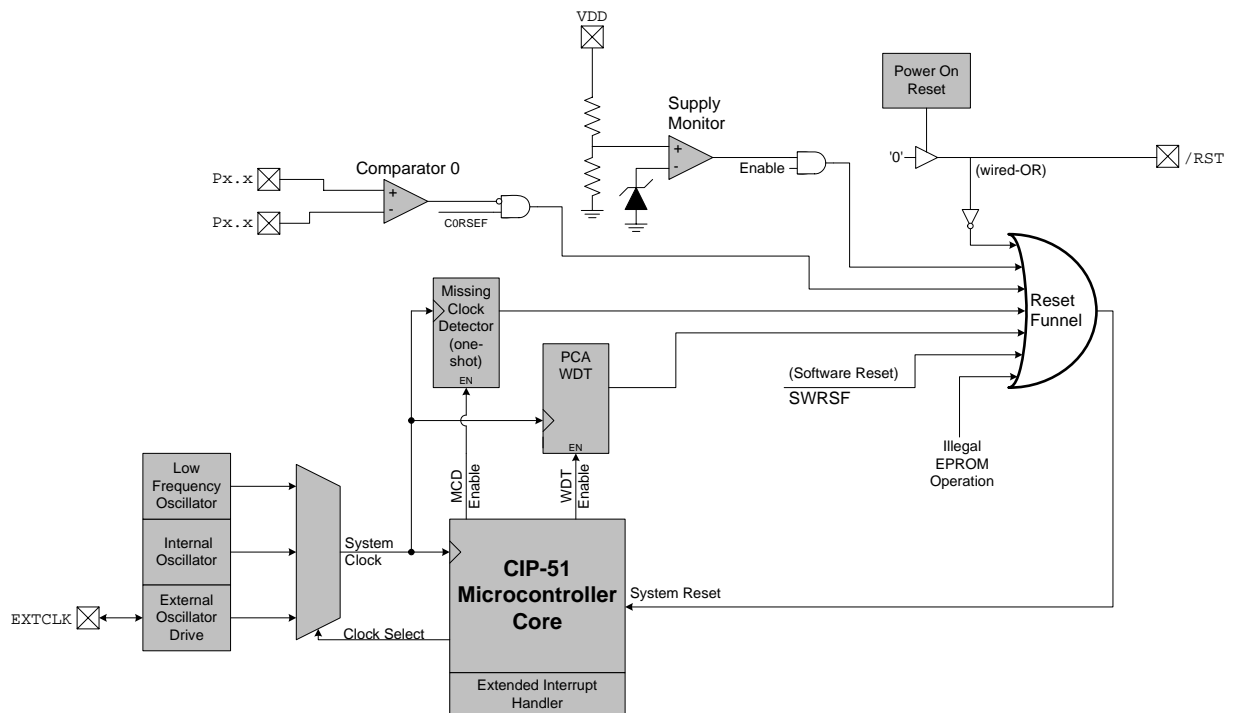 VDD
Power On
Reset
Supply
Monitor
+
-
Enable
'0'
(wired-OR)
/RST
Comparator 0
Px.x
Px.x
+
-
C0RSEF
Missing
Clock
Detector
(one-
shot)
EN
PCA
WDT
EN
Reset
Funnel
(Software Reset)
SWRSF
Illegal
EPROM
Operation
MCD
Enable
WDT
Enable
Low
Frequency
Oscillator
Internal
Oscillator
External
Oscillator
Drive
EXTCLK
System
Clock
Clock Select
CIP-51
Microcontroller
Core
System Reset
Extended Interrupt
Handler